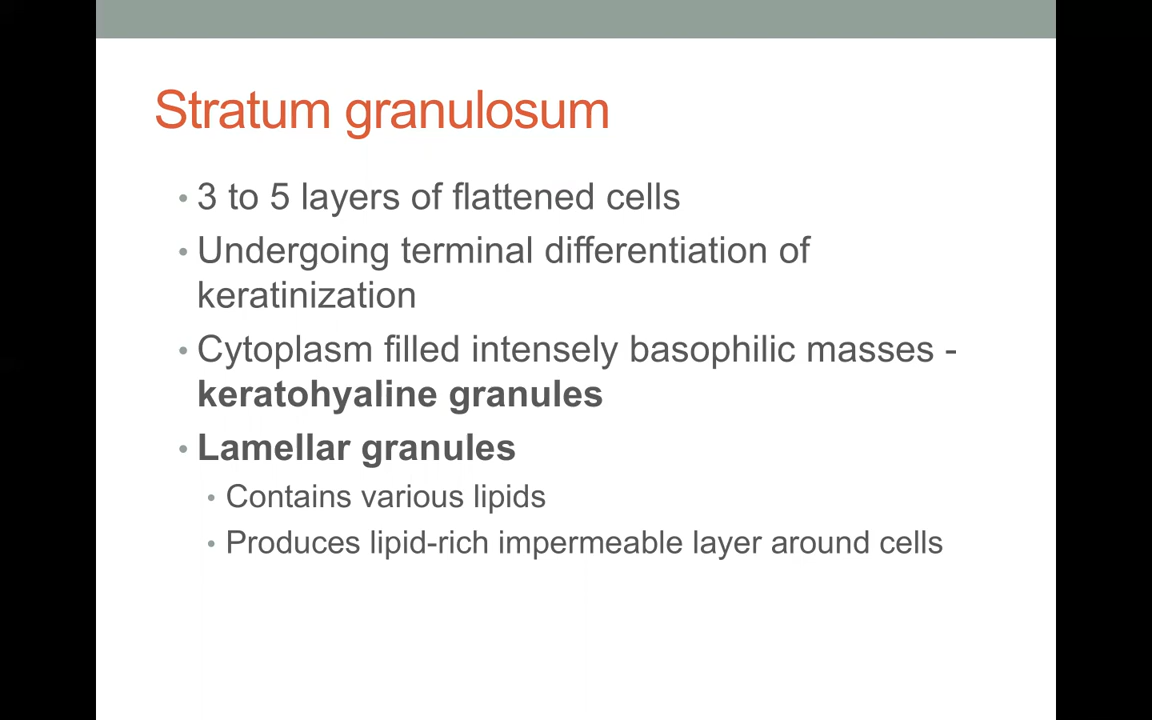 Stratum granulosum
• 3 to 5 layers of flattened cells
• Undergoing terminal differentiation of
keratinization
• Cytoplasm filled intensely basophilic masses -
keratohyaline granules
• Lamellar granules
• Contains various lipids
• Produces lipid-rich impermeable layer around cells